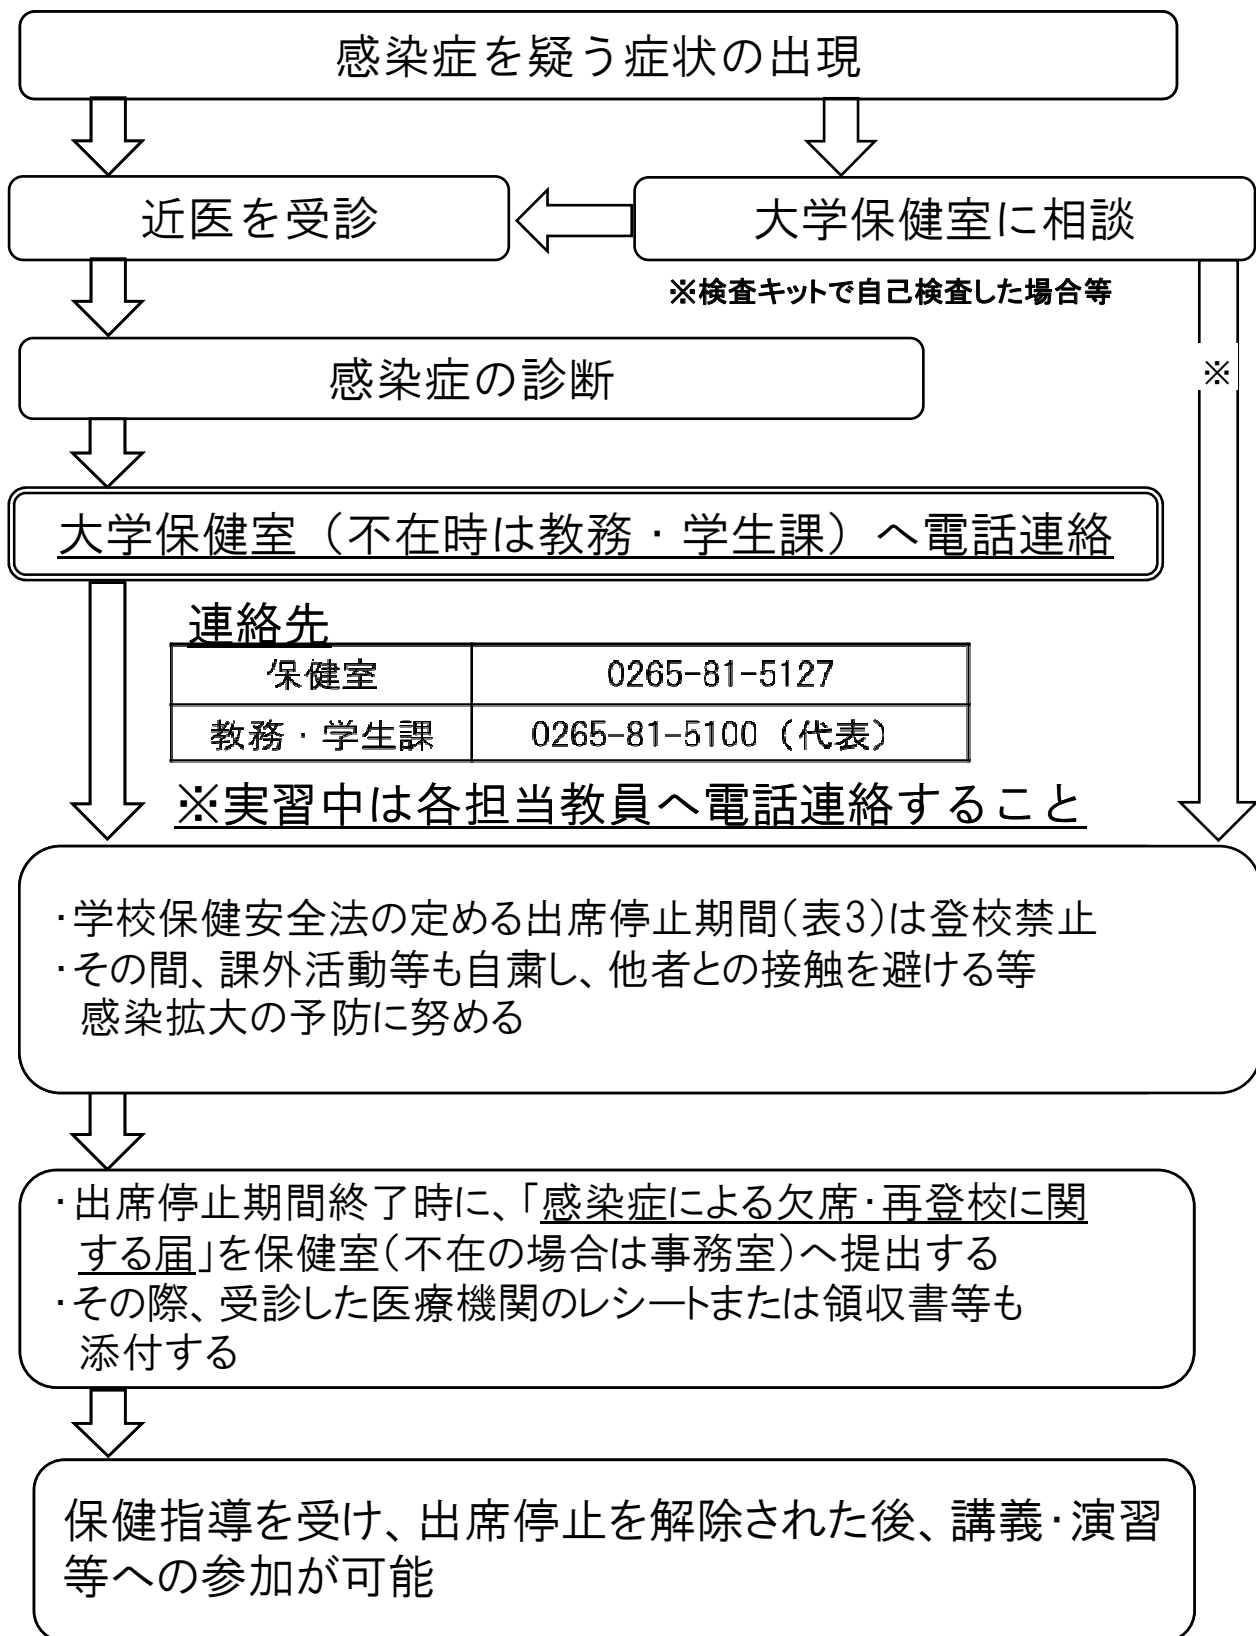 感染症を疑う症状の出現
近医を受診
大学保健室に相談
※検査キットで自己検査した場合等
感染症の診断
※
大学保健室（不在時は教務・学生課）へ電話連絡
連絡先
保健室 0265-81-5127
教務・学生課 0265-81-5100（代表）
※実習中は各担当教員へ電話連絡すること
・学校保健安全法の定める出席停止期間(表3)は登校禁止
・その間、課外活動等も自粛し、他者との接触を避ける等
感染拡大の予防に努める
・出席停止期間終了時に、「感染症による欠席・再登校に関
する届」を保健室(不在の場合は事務室)へ提出する
・その際、受診した医療機関のレシートまたは領収書等も
添付する
保健指導を受け、出席停止を解除された後、講義・演習
等への参加が可能